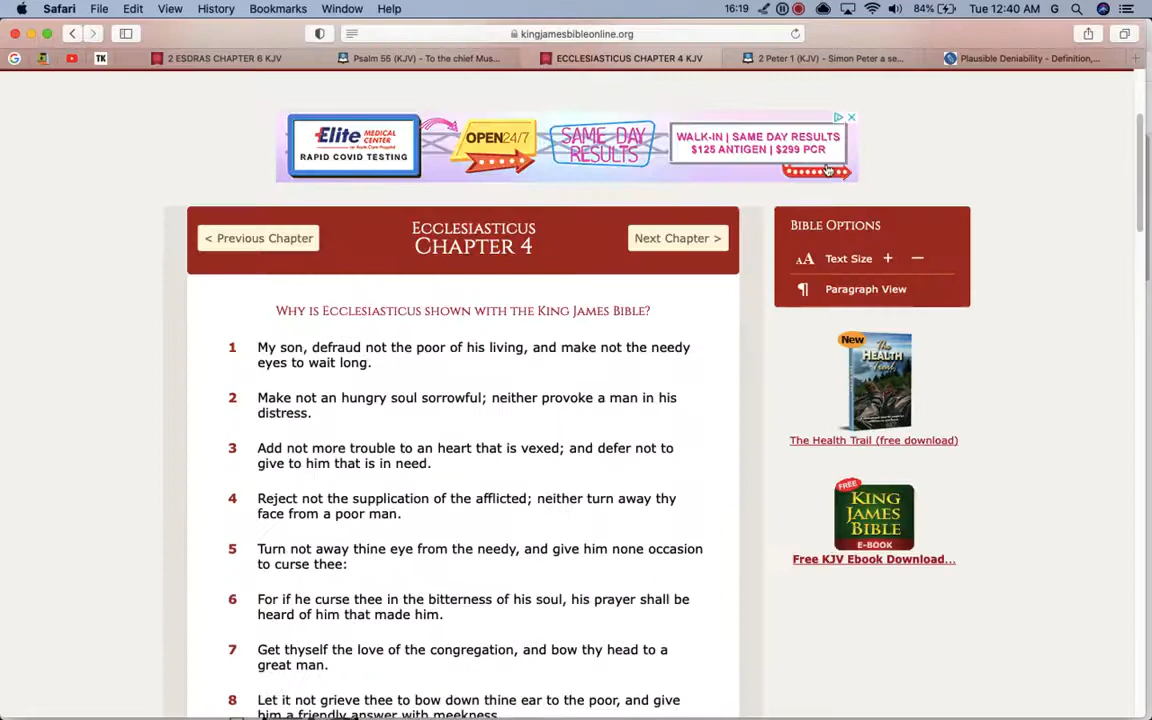 Safari File Edit View History Bookmarks Window Help 16:19 84% Tue 12:40 AM G
kingjamesbibleonline.org
TK 2 ESDRAS CHAPTER 6 KJV Psalm 55 (KJV) - To the chief Mus... ECCLESIASTICUS CHAPTER 4 KJV 2 Peter 1 (KJV) - Simon Peter a se... Plausible Deniability - Definition,...
Elite MEDICAL CENTER
RAPID COVID TESTING
OPEN 24/7
SAME DAY
RESULTS
WALK-IN | SAME DAY RESULTS
$125 ANTIGEN | $299 PCR
< Previous Chapter
ECCLESIASTICUS
CHAPTER 4
Next Chapter >
WHY IS ECCLESIASTICUS SHOWN WITH THE KING JAMES BIBLE?
1 My son, defraud not the poor of his living, and make not the needy
eyes to wait long.
2 Make not an hungry soul sorrowful; neither provoke a man in his
distress.
3 Add not more trouble to an heart that is vexed; and defer not to
give to him that is in need.
4 Reject not the supplication of the afflicted; neither turn away thy
face from a poor man.
5 Turn not away thine eye from the needy, and give him none occasion
to curse thee:
6 For if he curse thee in the bitterness of his soul, his prayer shall be
heard of him that made him.
7 Get thyself the love of the congregation, and bow thy head to a
great man.
8 Let it not grieve thee to bow down thine ear to the poor, and give
him a friendly answer with meekness.
BIBLE OPTIONS
AA Text Size + −
¶ Paragraph View
New
The
HEALTH
Trail
The Health Trail (free download)
FREE
KING
JAMES
BIBLE
E-BOOK
Free KJV Ebook Download...